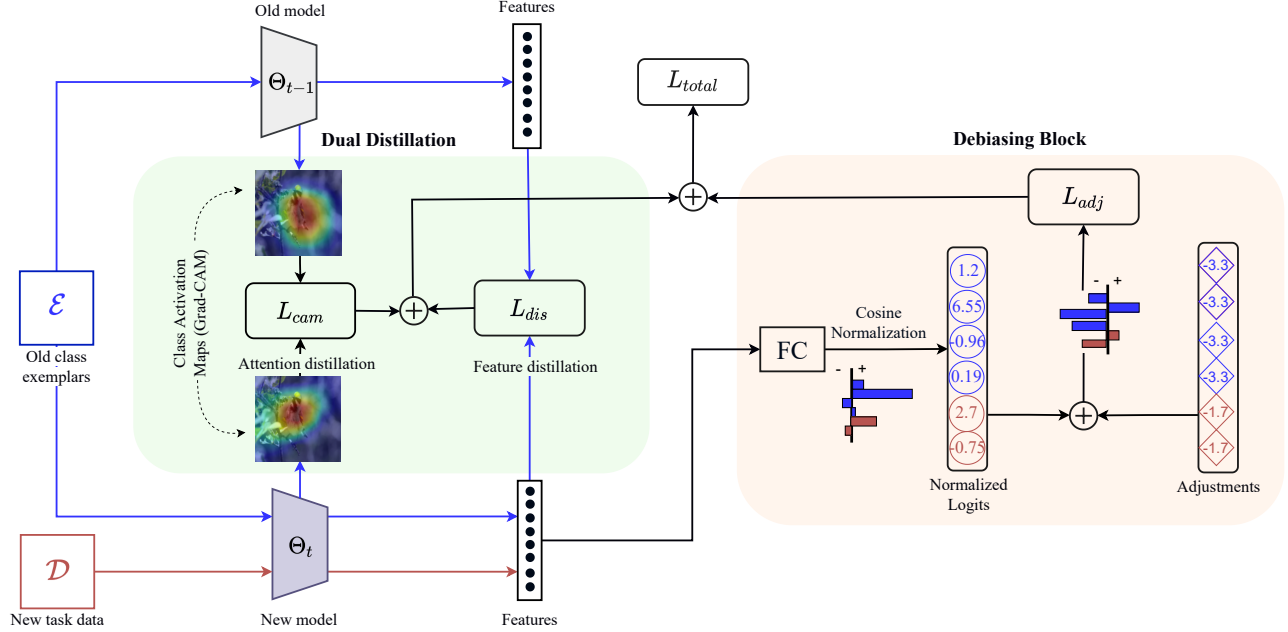 Old model
Features
Θ_{t−1}
L_{total}
Dual Distillation
Debiasing Block
L_{adj}
Class Activation
Maps (Grad-CAM)
ℰ
Old class
exemplars
L_{cam}
Attention distillation
L_{dis}
Feature distillation
FC
Cosine
Normalization
- +
- +
1.2
6.55
-0.96
0.19
2.7
-0.75
Normalized
Logits
-3.3
-3.3
-3.3
-3.3
-1.7
-1.7
Adjustments
𝒟
New task data
Θ_t
New model
Features